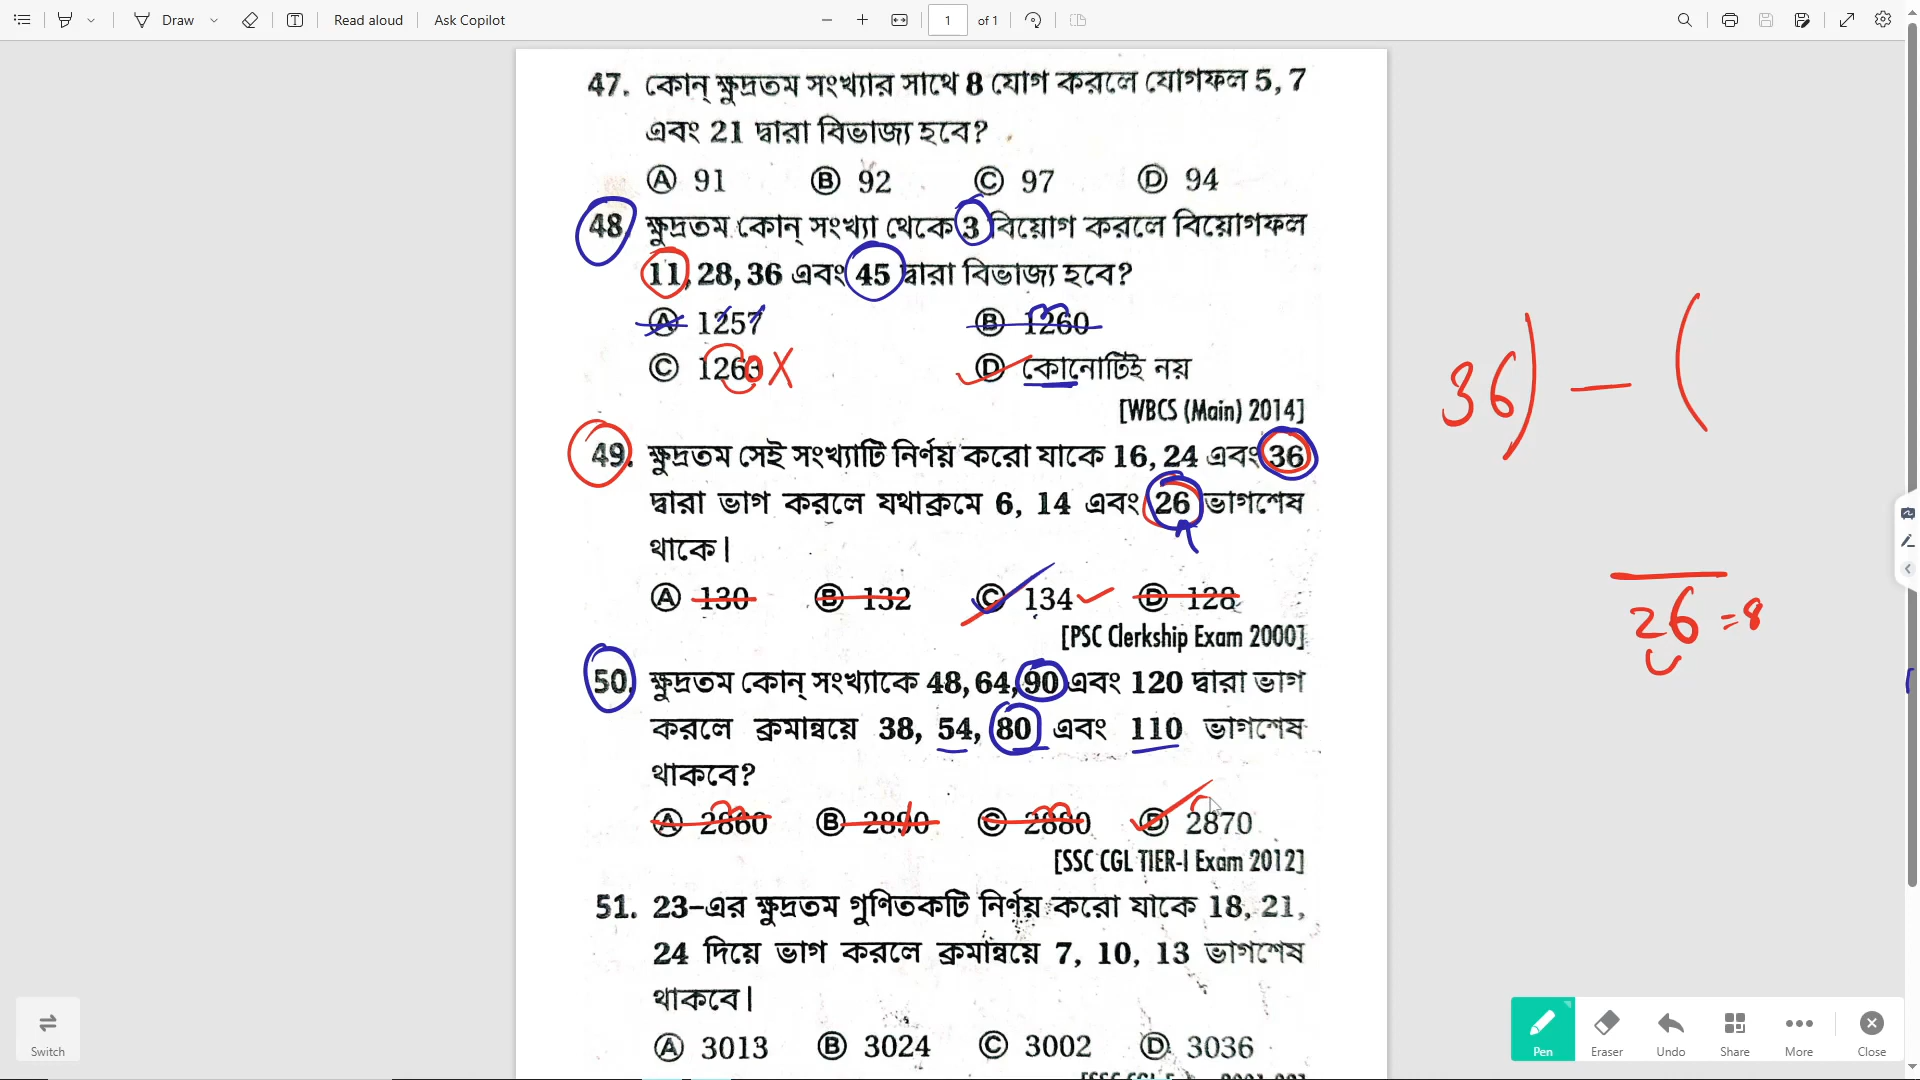 Draw
Read aloud
Ask Copilot
1
of 1
47. কোন্ ক্ষুদ্রতম সংখ্যার সাথে 8 যোগ করলে যোগফল 5, 7
এবং 21 দ্বারা বিভাজ্য হবে?
Ⓐ 91 Ⓑ 92 Ⓒ 97 Ⓓ 94
48. ক্ষুদ্রতম কোন্ সংখ্যা থেকে 3 বিয়োগ করলে বিয়োগফল
11, 28, 36 এবং 45 দ্বারা বিভাজ্য হবে?
Ⓐ 1257 Ⓑ 1260
Ⓒ 1263 0 X Ⓓ কোনোটিই নয়
[WBCS (Main) 2014]
49. ক্ষুদ্রতম সেই সংখ্যাটি নির্ণয় করো যাকে 16, 24 এবং 36
দ্বারা ভাগ করলে যথাক্রমে 6, 14 এবং 26 ভাগশেষ
থাকে।
Ⓐ 130 Ⓑ 132 Ⓒ 134 Ⓓ 128
[PSC Clerkship Exam 2000]
50. ক্ষুদ্রতম কোন্ সংখ্যাকে 48, 64, 90 এবং 120 দ্বারা ভাগ
করলে ক্রমান্বয়ে 38, 54, 80 এবং 110 ভাগশেষ
থাকবে?
Ⓐ 2860 Ⓑ 2890 Ⓒ 2880 Ⓓ 2870
[SSC CGL TIER-I Exam 2012]
51. 23-এর ক্ষুদ্রতম গুণিতকটি নির্ণয় করো যাকে 18, 21,
24 দিয়ে ভাগ করলে ক্রমান্বয়ে 7, 10, 13 ভাগশেষ
থাকবে।
Ⓐ 3013 Ⓑ 3024 Ⓒ 3002 Ⓓ 3036
36) — (
26 = 8
Switch
Pen
Eraser
Undo
Share
More
Close